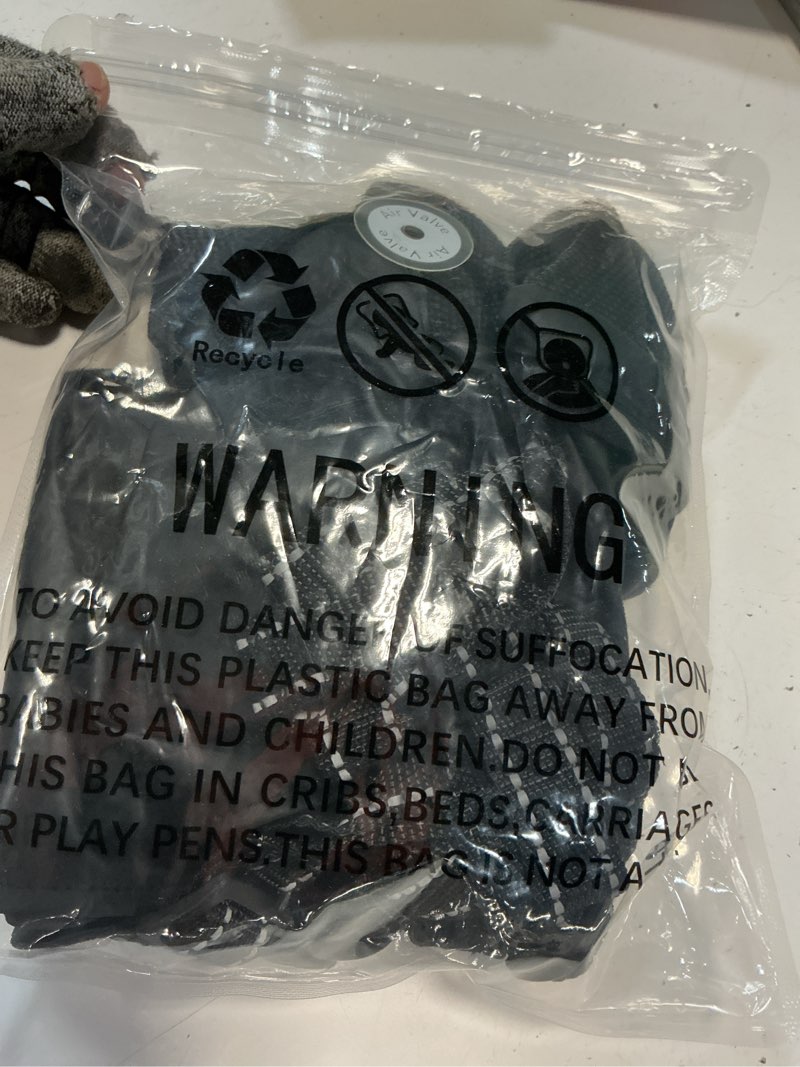 Air Valve
Air Valve
Recycle
WARNING
TO AVOID DANGER OF SUFFOCATION,
KEEP THIS PLASTIC BAG AWAY FROM
BABIES AND CHILDREN.DO NOT
THIS BAG IN CRIBS,BEDS,CARRIAGES
R PLAY PENS.THIS BAG IS NOT A